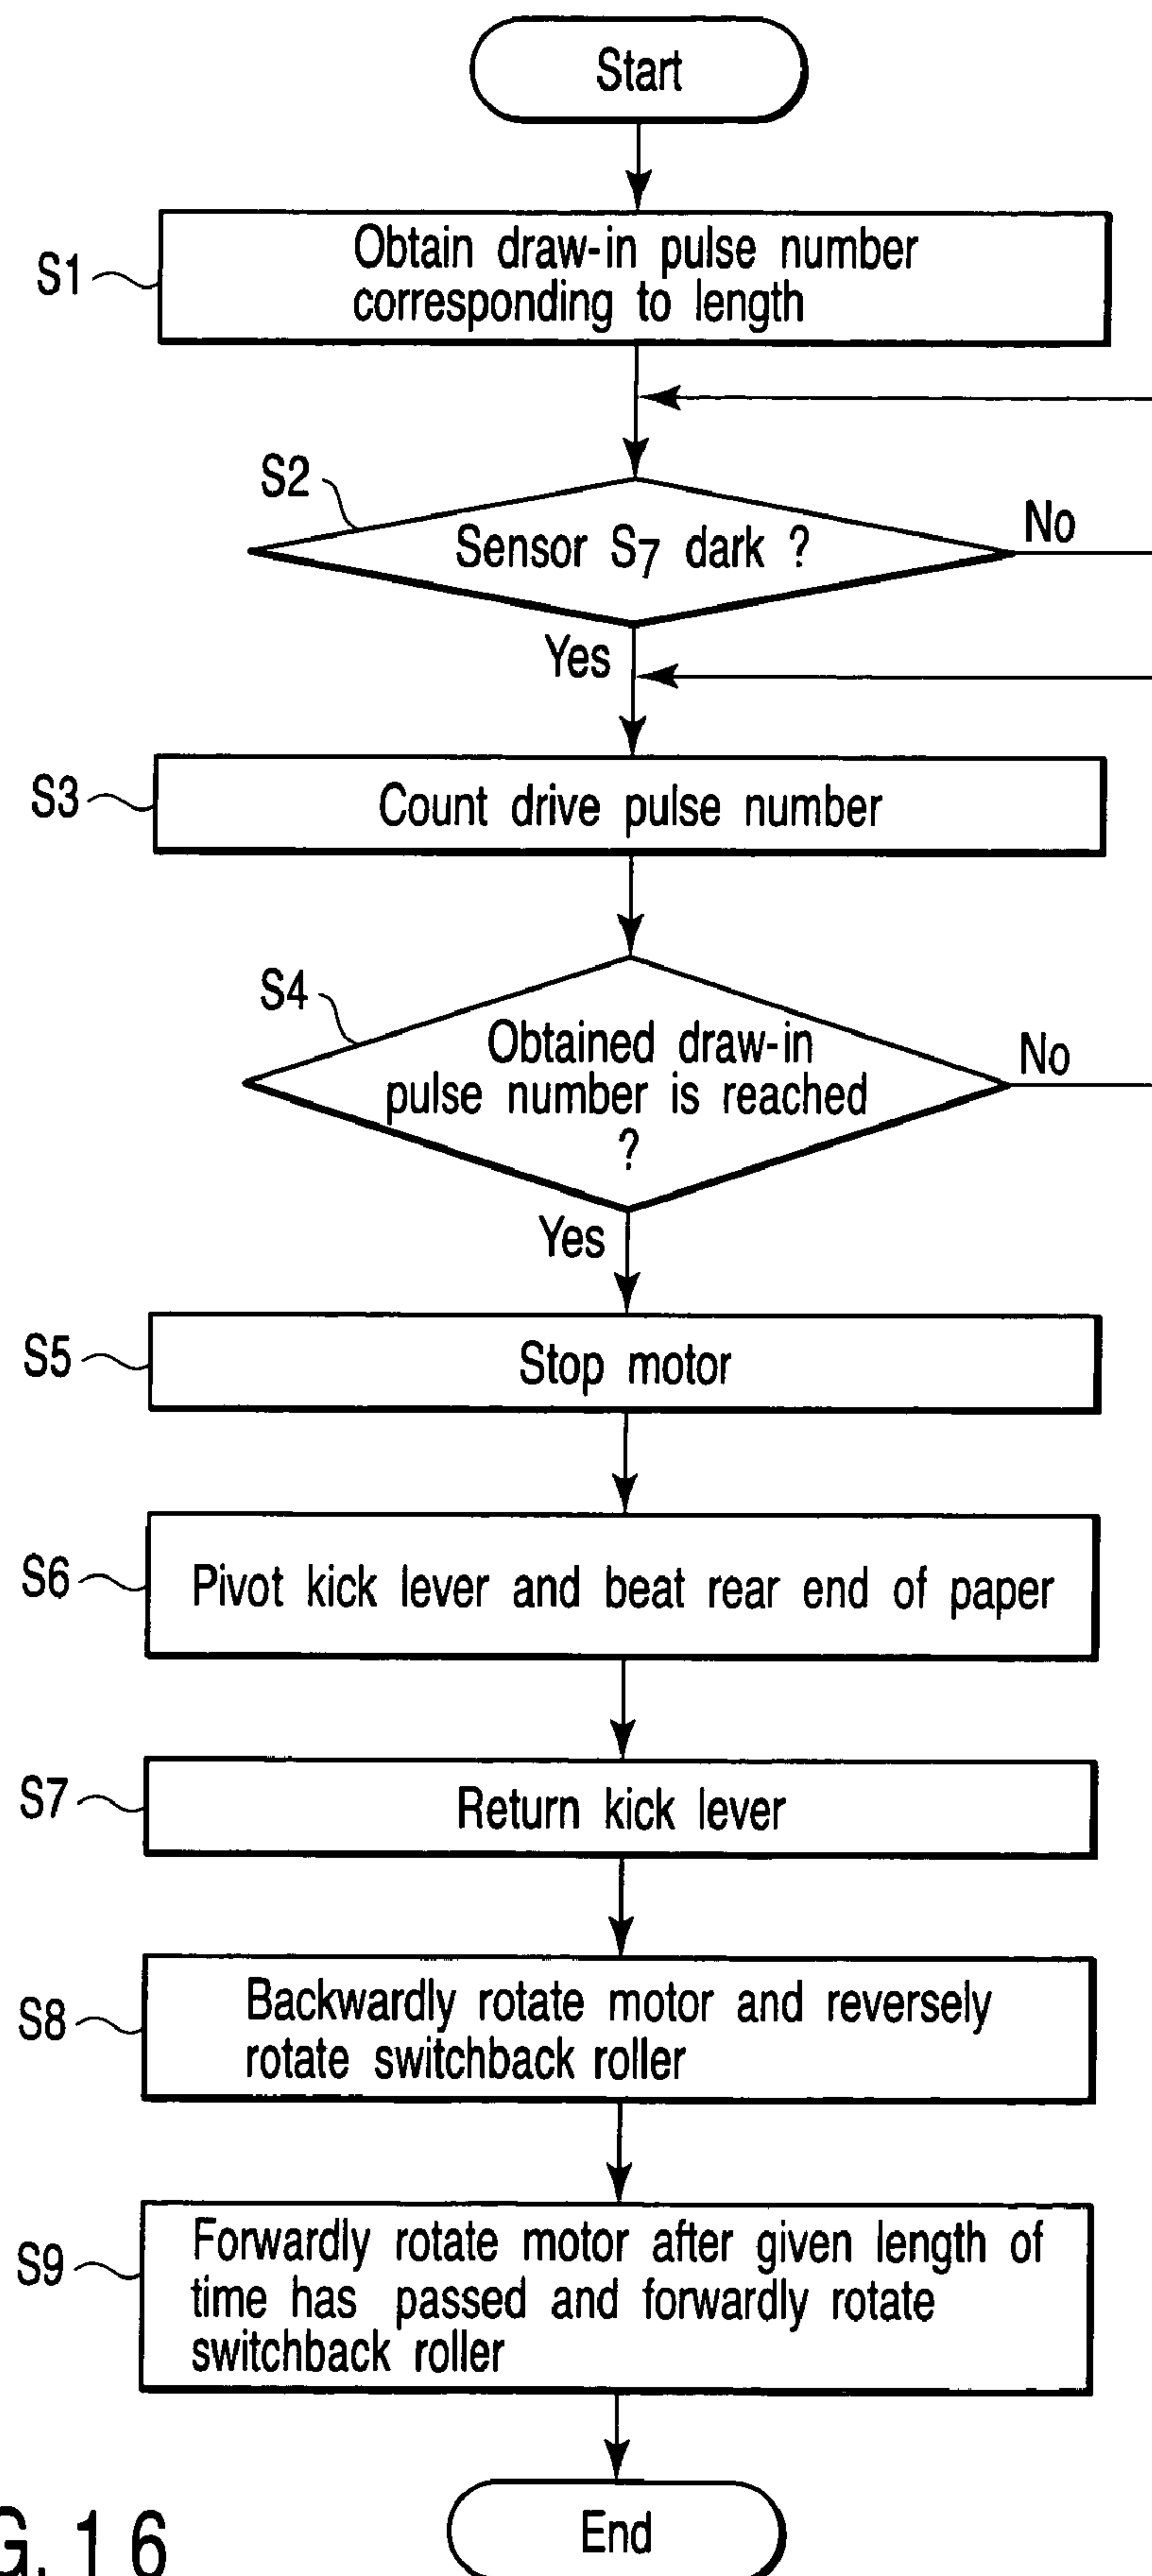 Start
S1
Obtain draw-in pulse number
corresponding to length
S2
Sensor S7 dark ?
No
Yes
S3
Count drive pulse number
S4
Obtained draw-in
pulse number is reached
?
No
Yes
S5
Stop motor
S6
Pivot kick lever and beat rear end of paper
S7
Return kick lever
S8
Backwardly rotate motor and reversely
rotate switchback roller
S9
Forwardly rotate motor after given length of
time has passed and forwardly rotate
switchback roller
End
G. 16